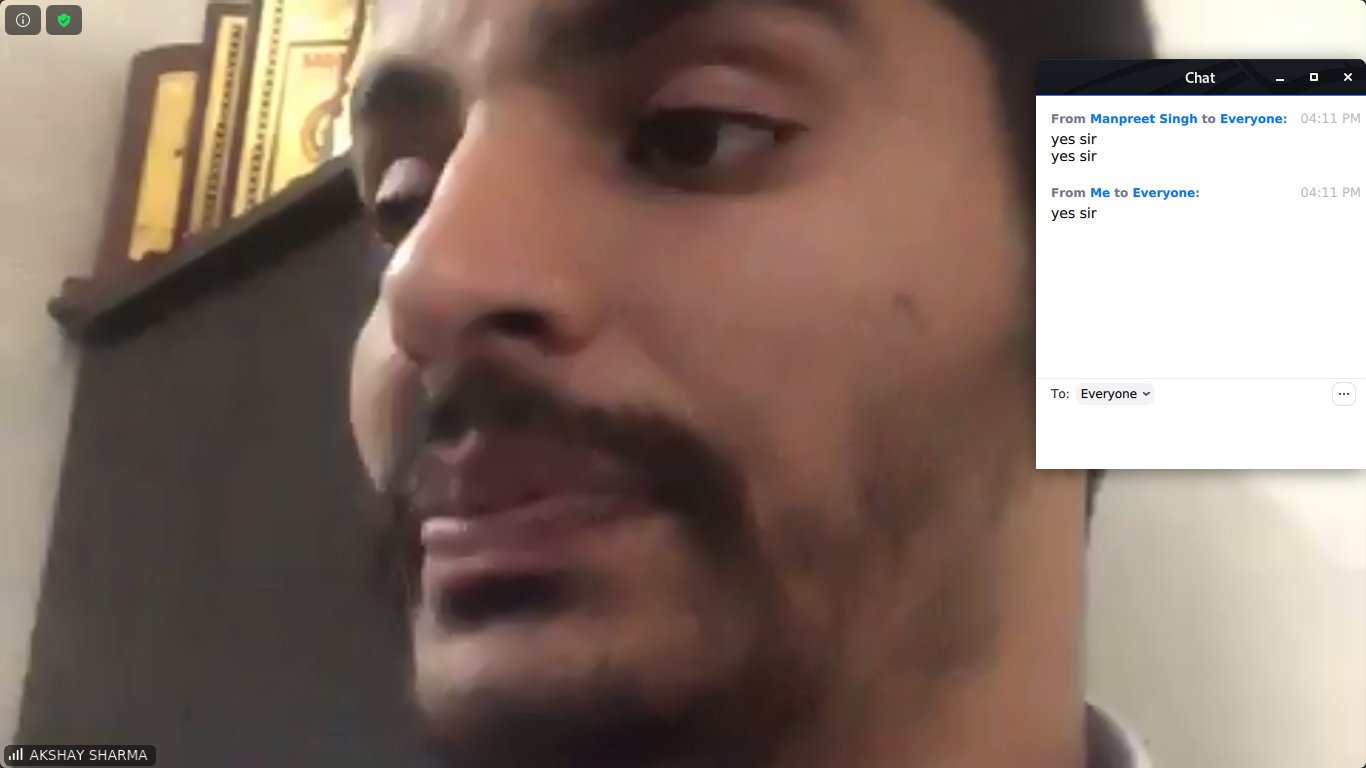 Chat
From Manpreet Singh to Everyone: 04:11 PM
yes sir
yes sir
From Me to Everyone: 04:11 PM
yes sir
To: Everyone
AKSHAY SHARMA